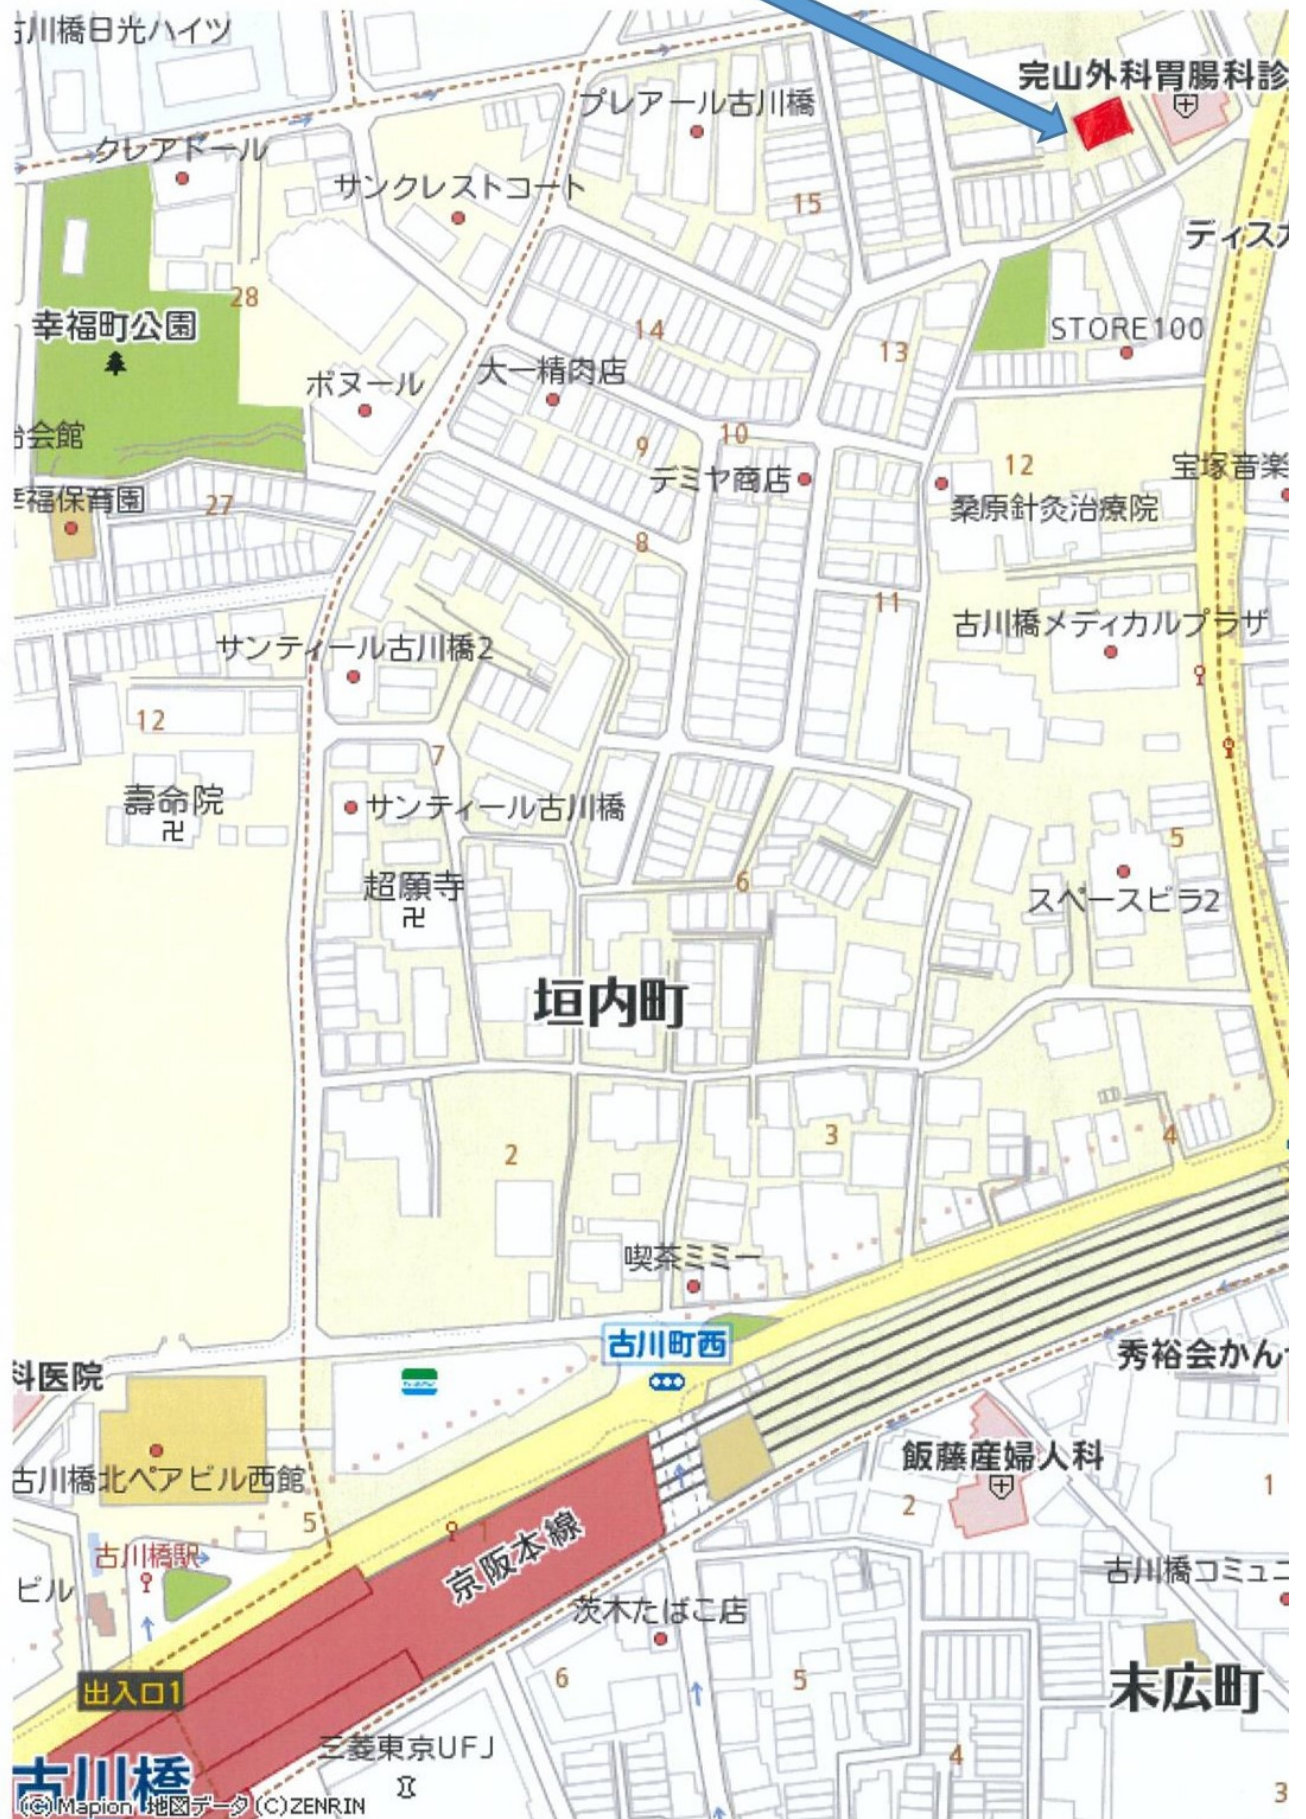 古川橋日光ハイツ
完山外科胃腸科診
プレアール古川橋
クレアドール
サンクレストコート
15
ディスカ
28
幸福町公園
14
STORE100
13
大一精肉店
ボヌール
治会館
9
10
12
デミヤ商店
宝塚音楽
幸福保育園
27
桑原針灸治療院
8
11
古川橋メディカルプラザ
サンティール古川橋2
12
7
壽命院
サンティール古川橋
5
超願寺
6
スペースビラ2
垣内町
2
3
4
喫茶ミミー
古川町西
科医院
秀裕会かんせ
飯藤産婦人科
古川橋北ペアビル西館
2
1
5
1
京阪本線
古川橋駅
ビル
古川橋コミュニ
茨木たばこ店
6
5
末広町
出入口1
三菱東京UFJ
4
古川橋
3
(C)Mapion 地図データ(C)ZENRIN